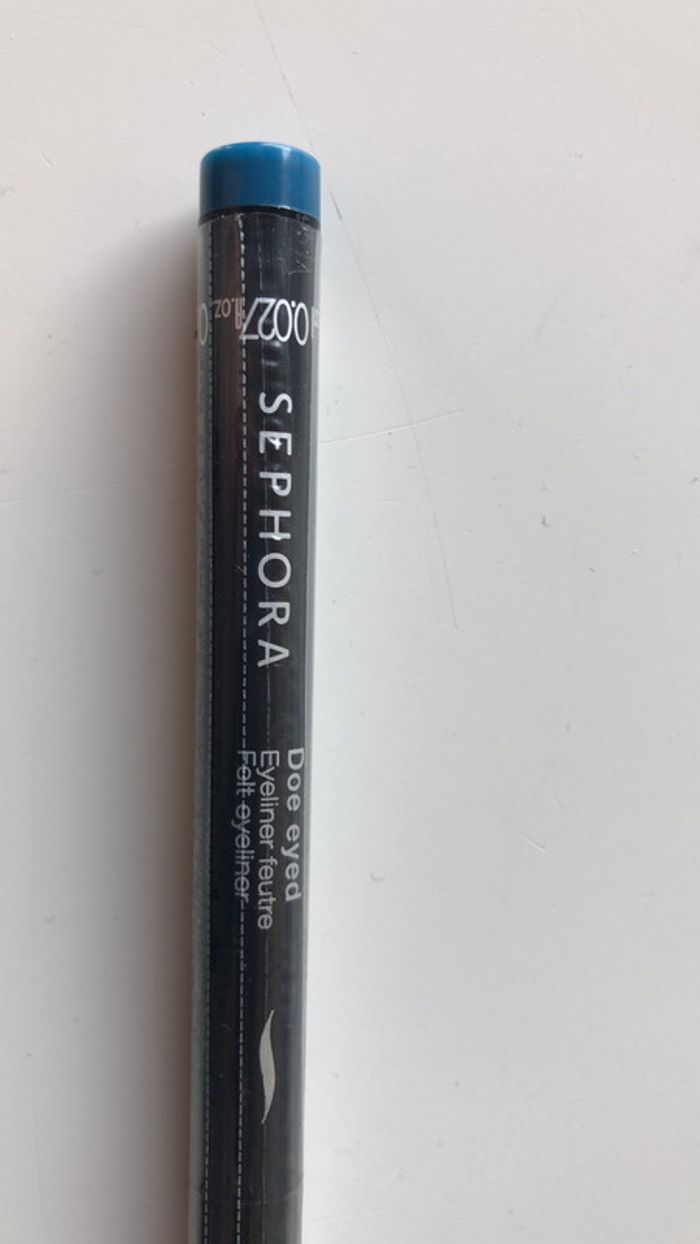 0.027 fl.oz
SEPHORA
Doe eyed
Eyeliner feutre
Felt eyeliner